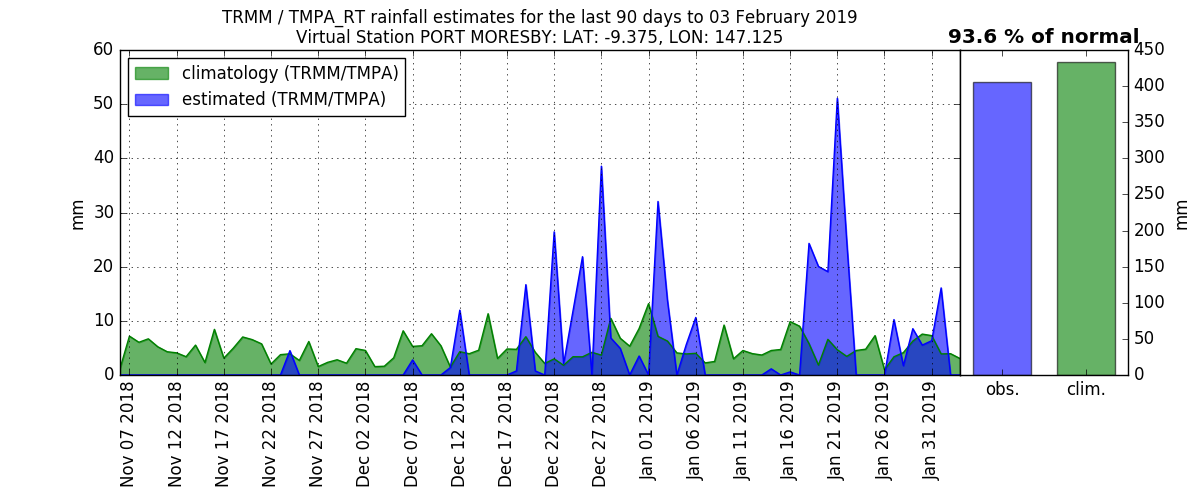 TRMM / TMPA_RT rainfall estimates for the last 90 days to 03 February 2019
Virtual Station PORT MORESBY: LAT: -9.375, LON: 147.125
93.6 % of normal
climatology (TRMM/TMPA)
estimated (TRMM/TMPA)
60
50
40
30
20
10
0
mm
450
400
350
300
250
200
150
100
50
0
mm
Nov 07 2018
Nov 12 2018
Nov 17 2018
Nov 22 2018
Nov 27 2018
Dec 02 2018
Dec 07 2018
Dec 12 2018
Dec 17 2018
Dec 22 2018
Dec 27 2018
Jan 01 2019
Jan 06 2019
Jan 11 2019
Jan 16 2019
Jan 21 2019
Jan 26 2019
Jan 31 2019
obs.
clim.